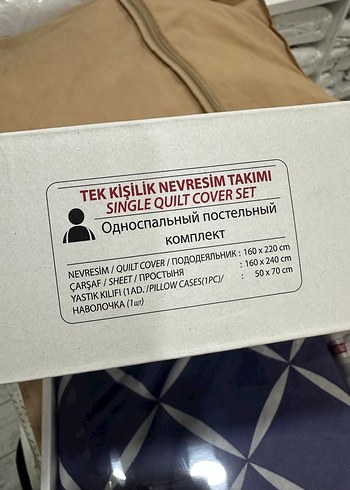 TEK KİŞİLİK NEVRESİM TAKIMI
SINGLE QUILT COVER SET
Односпальный постельный
комплект
NEVRESİM / QUILT COVER / ПОДОДЕЯЛЬНИК : 160 x 220 cm
ÇARŞAF / SHEET / ПРОСТЫНЯ : 160 x 240 cm
YASTIK KILIFI (1AD. /PILLOW CASES(1PC)/ : 50 x 70 cm
НАВОЛОЧКА (1шт)